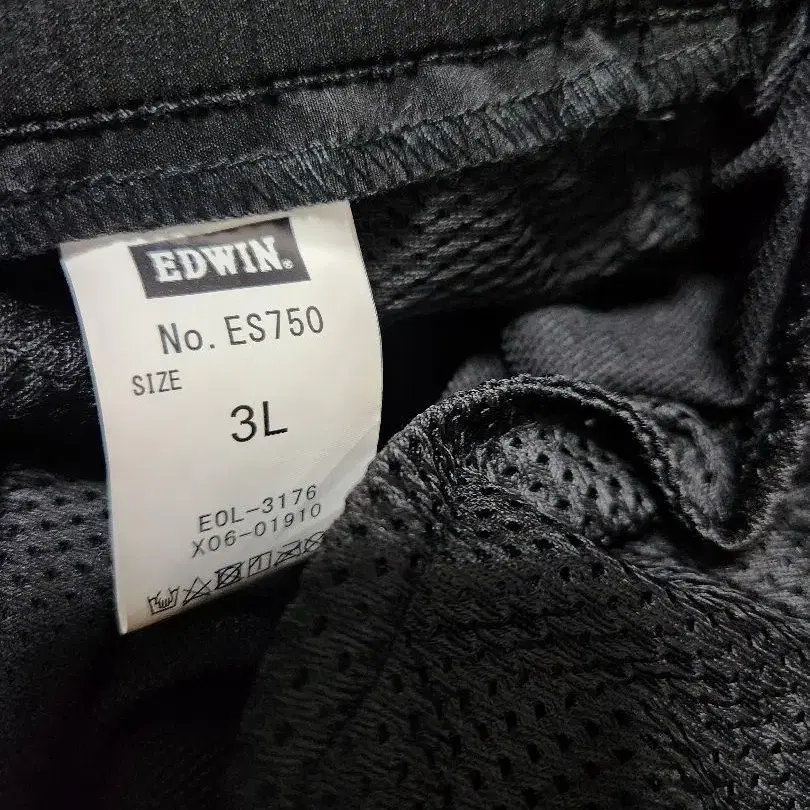 EDWIN®
No. ES750
SIZE
3L
EOL-3176
X06-01910